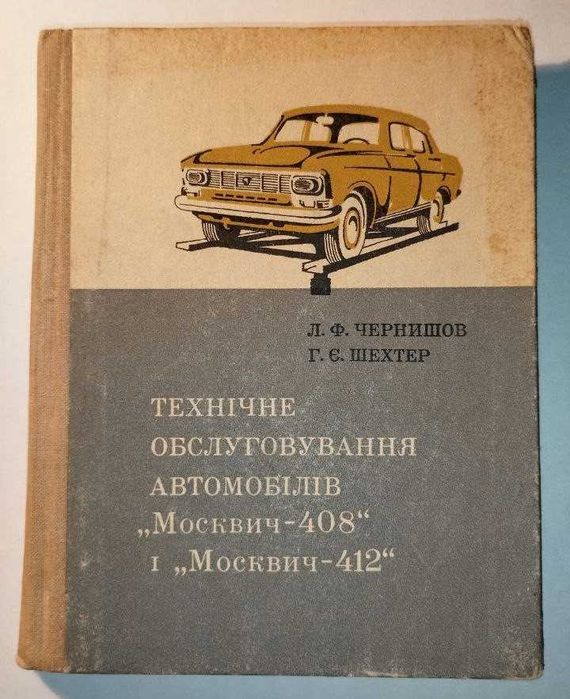 Л. Ф. ЧЕРНИШОВ
Г. Є. ШЕХТЕР
ТЕХНІЧНЕ
ОБСЛУГОВУВАННЯ
АВТОМОБІЛІВ
„Москвич-408“
і „Москвич-412“